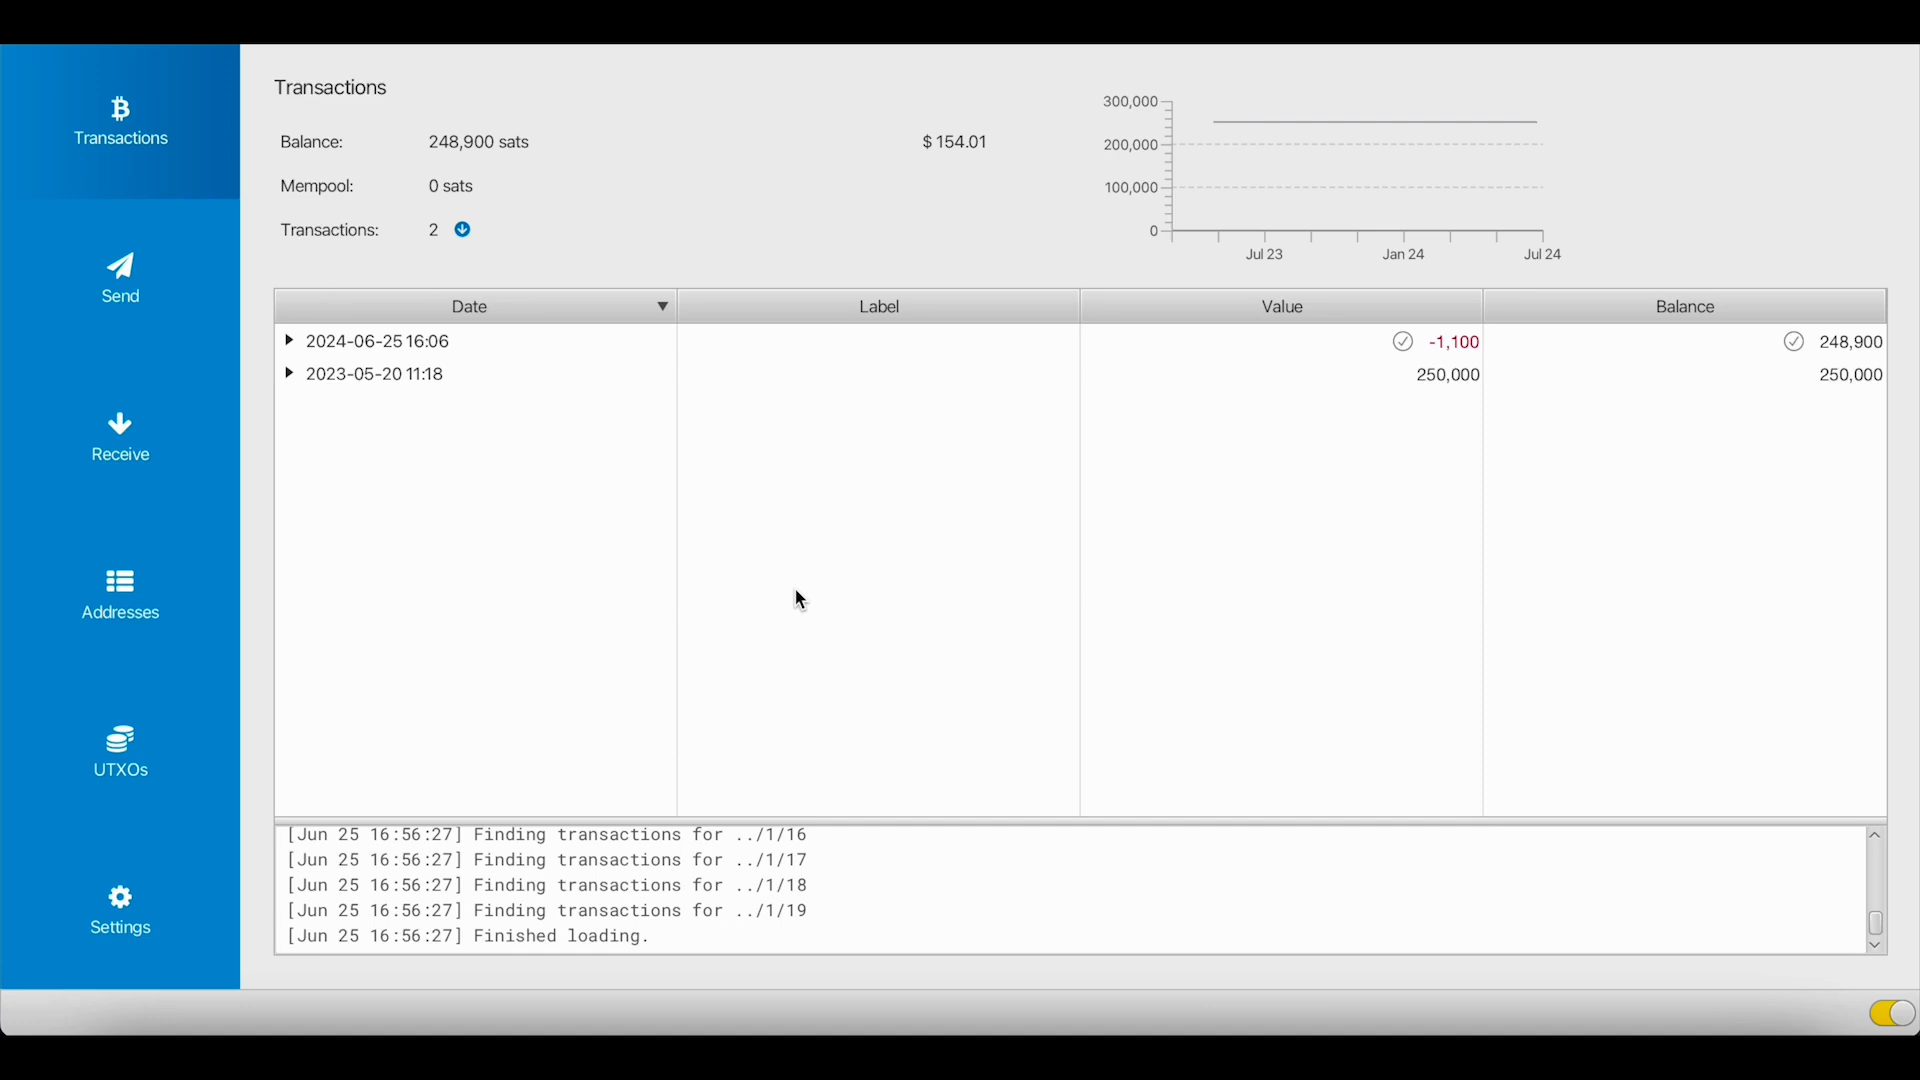 Transactions
Send
Receive
Addresses
UTXOs
Settings
Transactions
Balance: 248,900 sats $ 154.01
Mempool: 0 sats
Transactions: 2
300,000
200,000
100,000
0
Jul 23 Jan 24 Jul 24
Date Label Value Balance
2024-06-25 16:06 -1,100 248,900
2023-05-20 11:18 250,000 250,000
[Jun 25 16:56:27] Finding transactions for ../1/16
[Jun 25 16:56:27] Finding transactions for ../1/17
[Jun 25 16:56:27] Finding transactions for ../1/18
[Jun 25 16:56:27] Finding transactions for ../1/19
[Jun 25 16:56:27] Finished loading.